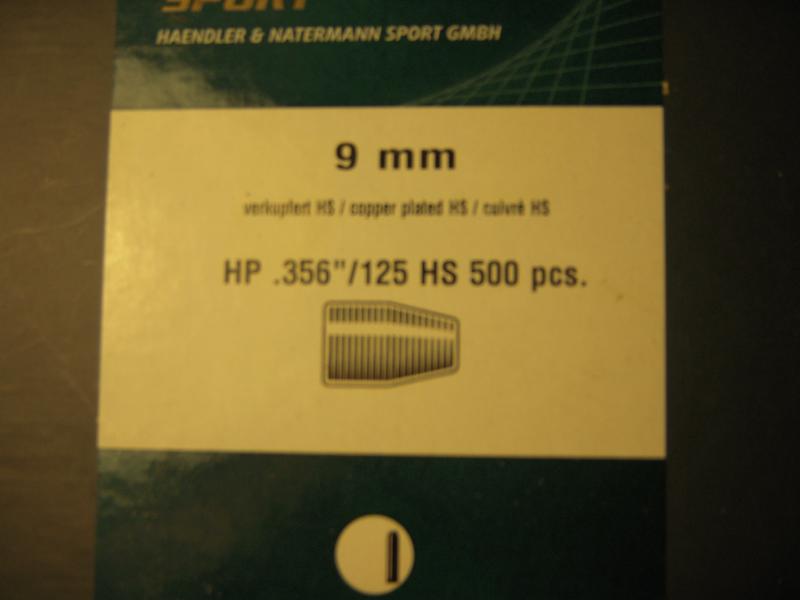 SPORT
HAENDLER & NATERMANN SPORT GMBH
9 mm
verkupfert HS / copper plated HS / cuivré HS
HP .356"/125 HS 500 pcs.